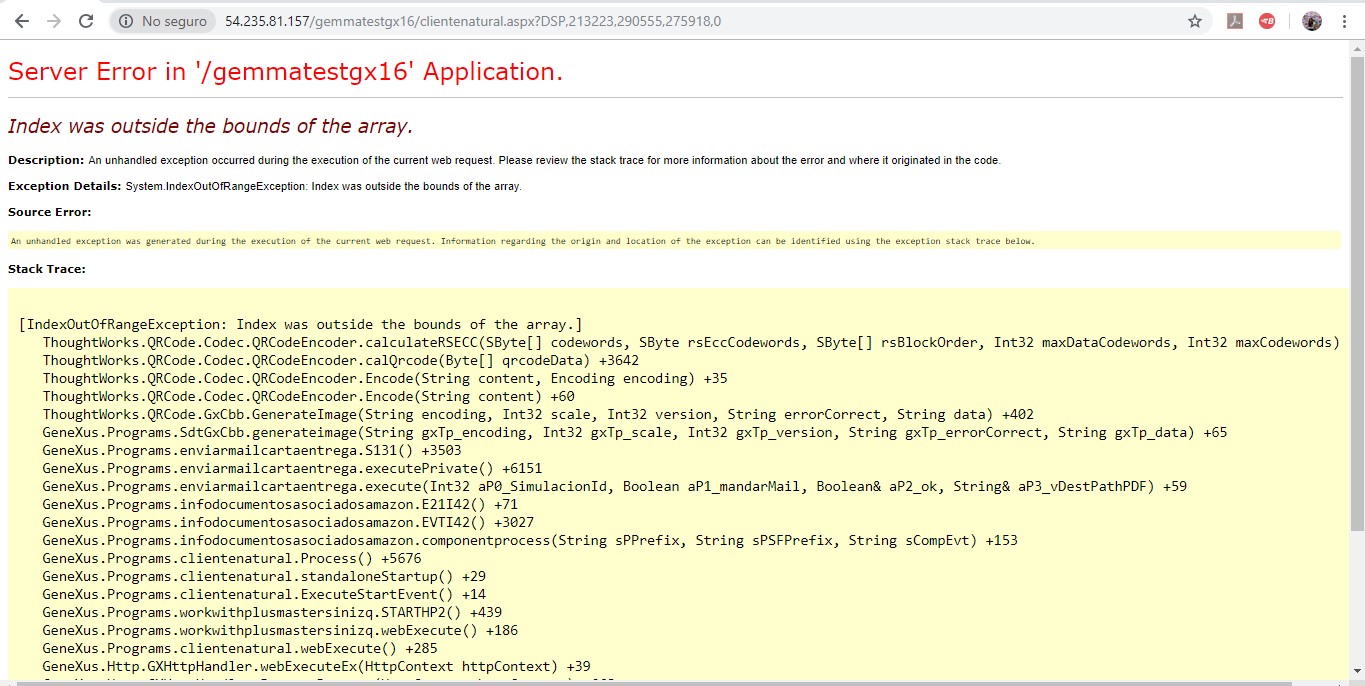 No seguro
54.235.81.157/gemmatestgx16/clientenatural.aspx?DSP,213223,290555,275918,0
Server Error in '/gemmatestgx16' Application.
Index was outside the bounds of the array.
Description: An unhandled exception occurred during the execution of the current web request. Please review the stack trace for more information about the error and where it originated in the code.
Exception Details: System.IndexOutOfRangeException: Index was outside the bounds of the array.
Source Error:
An unhandled exception was generated during the execution of the current web request. Information regarding the origin and location of the exception can be identified using the exception stack trace below.
Stack Trace:
[IndexOutOfRangeException: Index was outside the bounds of the array.]
ThoughtWorks.QRCode.Codec.QRCodeEncoder.calculateRSECC(SByte[] codewords, SByte rsEccCodewords, SByte[] rsBlockOrder, Int32 maxDataCodewords, Int32 maxCodewords)
ThoughtWorks.QRCode.Codec.QRCodeEncoder.calQrcode(Byte[] qrcodeData) +3642
ThoughtWorks.QRCode.Codec.QRCodeEncoder.Encode(String content, Encoding encoding) +35
ThoughtWorks.QRCode.Codec.QRCodeEncoder.Encode(String content) +60
ThoughtWorks.QRCode.GxCbb.GenerateImage(String encoding, Int32 scale, Int32 version, String errorCorrect, String data) +402
GeneXus.Programs.SdtGxCbb.generateimage(String gxTp_encoding, Int32 gxTp_scale, Int32 gxTp_version, String gxTp_errorCorrect, String gxTp_data) +65
GeneXus.Programs.enviarmailcartaentrega.S131() +3503
GeneXus.Programs.enviarmailcartaentrega.executePrivate() +6151
GeneXus.Programs.enviarmailcartaentrega.execute(Int32 aP0_SimulacionId, Boolean aP1_mandarMail, Boolean& aP2_ok, String& aP3_vDestPathPDF) +59
GeneXus.Programs.infodocumentosasociadosamazon.E21I42() +71
GeneXus.Programs.infodocumentosasociadosamazon.EVTI42() +3027
GeneXus.Programs.infodocumentosasociadosamazon.componentprocess(String sPPrefix, String sPSFPrefix, String sCompEvt) +153
GeneXus.Programs.clientenatural.Process() +5676
GeneXus.Programs.clientenatural.standaloneStartup() +29
GeneXus.Programs.clientenatural.ExecuteStartEvent() +14
GeneXus.Programs.workwithplusmastersinizq.STARTHP2() +439
GeneXus.Programs.workwithplusmastersinizq.webExecute() +186
GeneXus.Programs.clientenatural.webExecute() +285
GeneXus.Http.GXHttpHandler.webExecuteEx(HttpContext httpContext) +39